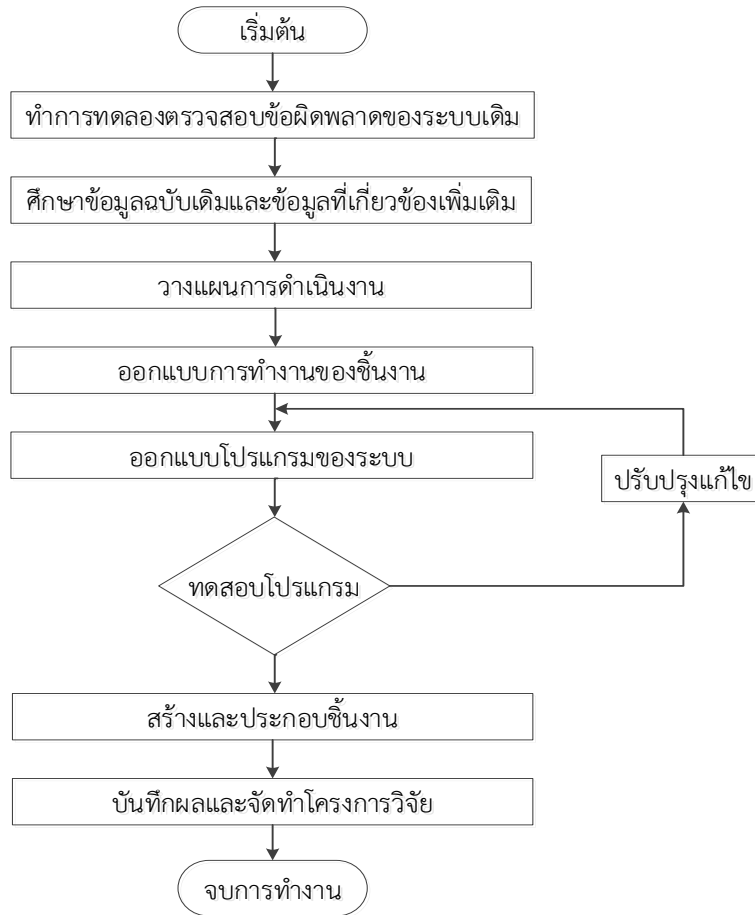 เริ่มต้น
ทำการทดลองตรวจสอบข้อผิดพลาดของระบบเดิม
ศึกษาข้อมูลฉบับเดิมและข้อมูลที่เกี่ยวข้องเพิ่มเติม
วางแผนการดำเนินงาน
ออกแบบการทำงานของชิ้นงาน
ออกแบบโปรแกรมของระบบ
ปรับปรุงแก้ไข
ทดสอบโปรแกรม
สร้างและประกอบชิ้นงาน
บันทึกผลและจัดทำโครงการวิจัย
จบการทำงาน